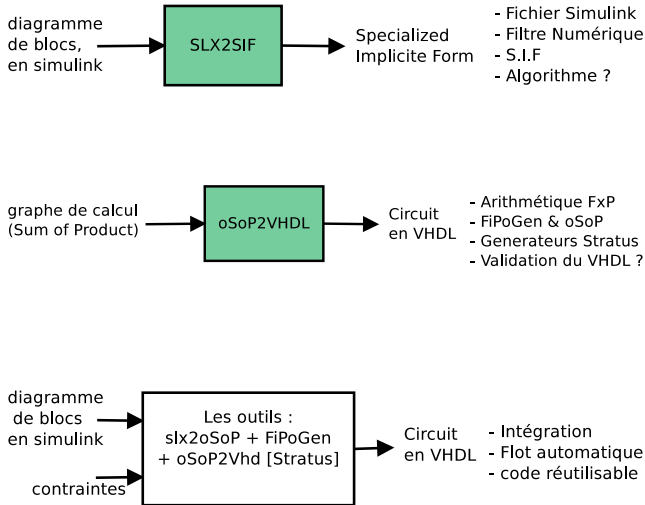 diagramme
de blocs,
en simulink
SLX2SIF
Specialized
Implicite Form
- Fichier Simulink
- Filtre Numérique
- S.I.F
- Algorithme ?
graphe de calcul
(Sum of Product)
oSoP2VHDL
Circuit
en VHDL
- Arithmétique FxP
- FiPoGen & oSoP
- Generateurs Stratus
- Validation du VHDL ?
diagramme
de blocs
en simulink
contraintes
Les outils :
slx2oSoP + FiPoGen
+ oSoP2Vhd [Stratus]
Circuit
en VHDL
- Intégration
- Flot automatique
- code réutilisable